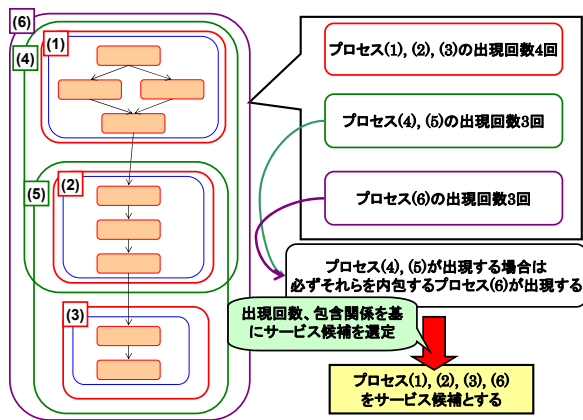 (6)
(1)
(4)
(5)
(2)
(3)
プロセス(1), (2), (3)の出現回数4回
プロセス(4), (5)の出現回数3回
プロセス(6)の出現回数3回
プロセス(4), (5)が出現する場合は
必ずそれらを内包するプロセス(6)が出現する
出現回数、包含関係を基
にサービス候補を選定
プロセス(1), (2), (3), (6)
をサービス候補とする